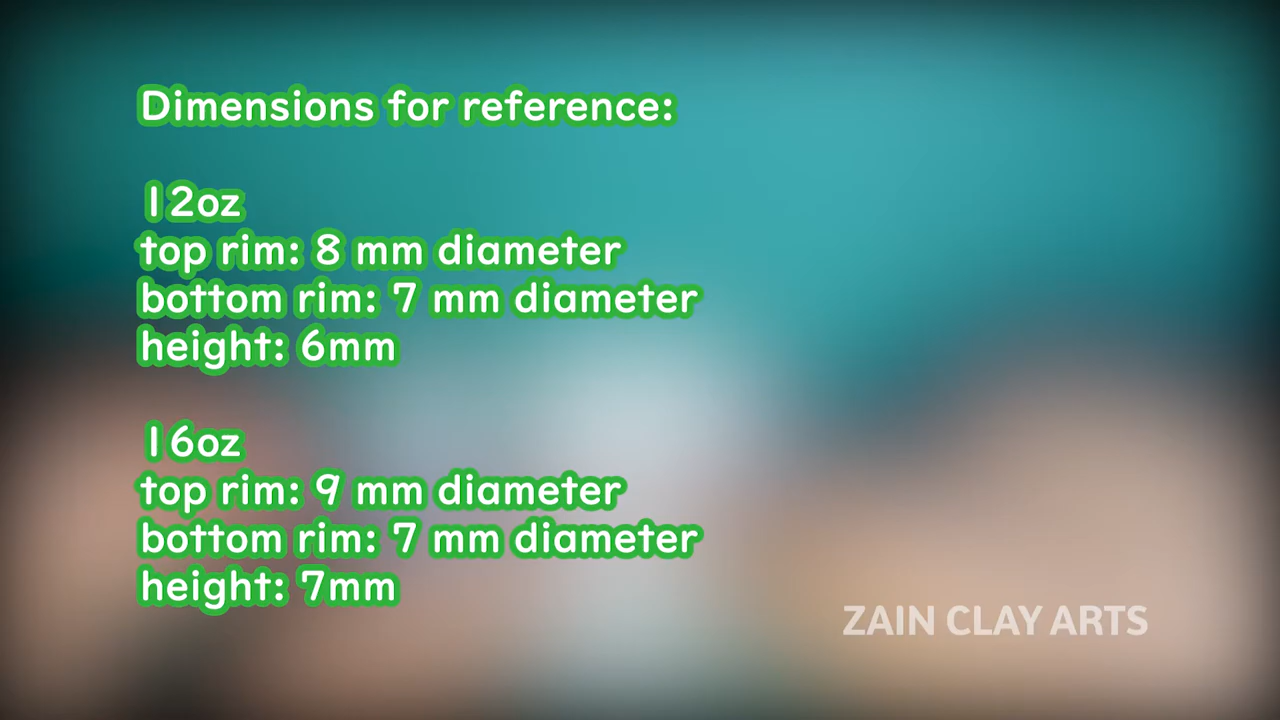 Dimensions for reference:
12oz
top rim: 8 mm diameter
bottom rim: 7 mm diameter
height: 6mm
16oz
top rim: 9 mm diameter
bottom rim: 7 mm diameter
height: 7mm
ZAIN CLAY ARTS